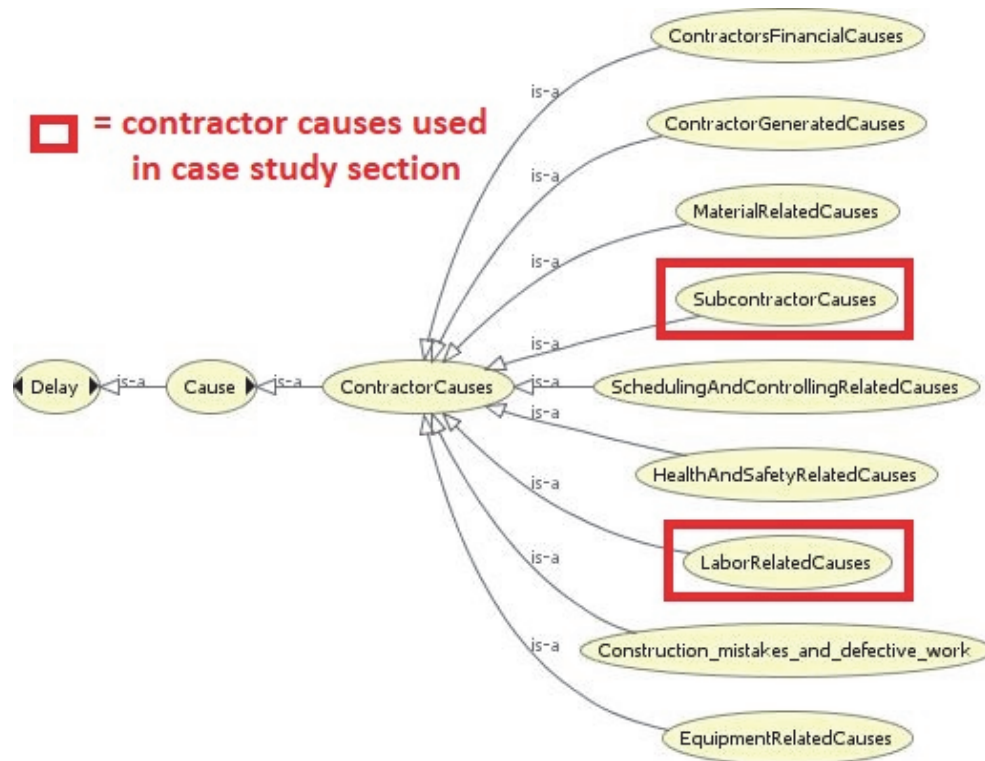 ContractorsFinancialCauses
is-a
= contractor causes used
in case study section
ContractorGeneratedCauses
is-a
MaterialRelatedCauses
is-a
SubcontractorCauses
is-a
Delay
is-a
Cause
is-a
ContractorCauses
is-a
SchedulingAndControllingRelatedCauses
is-a
HealthAndSafetyRelatedCauses
is-a
LaborRelatedCauses
is-a
Construction_mistakes_and_defective_work
is-a
EquipmentRelatedCauses